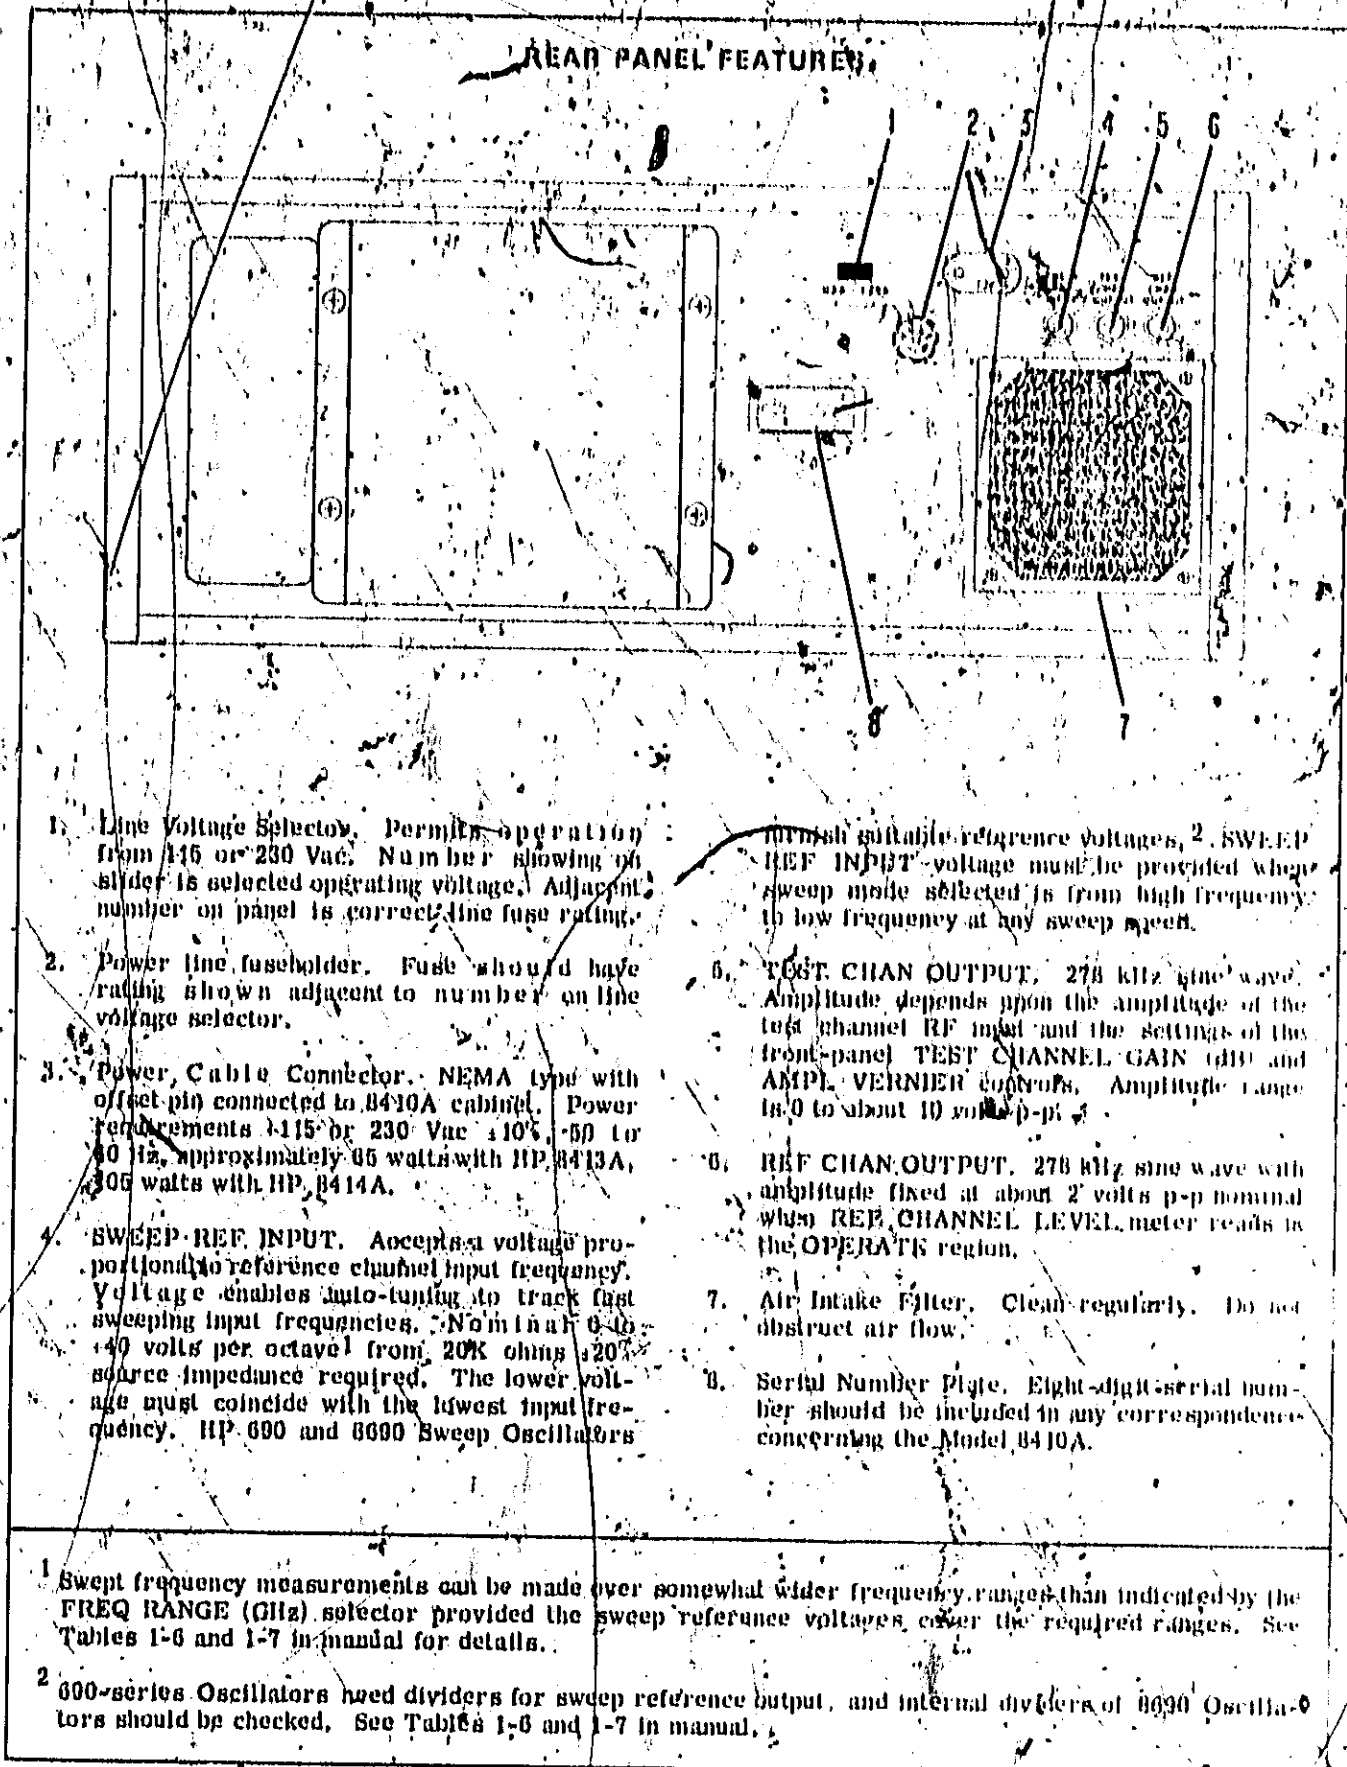 REAR PANEL FEATURES.
1 2 3 4 5 6
8 7
1. Line Voltage Selector. Permits operation
from 115 or 230 Vac. Number showing on
slider is selected operating voltage. Adjacent
number on panel is correct line fuse rating.
2. Power line fuseholder. Fuse should have
rating shown adjacent to number on line
voltage selector.
3. Power Cable Connector. NEMA type with
offset pin connected to 8410A cabinet. Power
requirements 115 or 230 Vac ±10%, 50 to
60 Hz, approximately watts with HP 8413A,
watts with HP 8414A.
4. SWEEP REF INPUT. Accepts a voltage pro-
portional to reference channel input frequency.
Voltage enables auto-tuning to track fast
sweeping input frequencies. Nominal 0 to
+40 volts per octave1 from 20K ohms ±20%
source impedance required. The lower volt-
age must coincide with the lowest input fre-
quency. HP 690 and 8690 Sweep Oscillators
furnish suitable reference voltages.2 SWEEP
REF INPUT voltage must be provided when
sweep mode selected is from high frequency
to low frequency at any sweep speed.
5. TEST CHAN OUTPUT. 278 kHz sine wave.
Amplitude depends upon the amplitude of the
test channel RF input and the settings of the
front-panel TEST CHANNEL GAIN (dB) and
AMPL VERNIER controls. Amplitude range
is 0 to about 10 volts p-p.
6. REF CHAN OUTPUT. 278 kHz sine wave with
amplitude fixed at about 2 volts p-p nominal
when REF CHANNEL LEVEL meter reads in
the OPERATE region.
7. Air Intake Filter. Clean regularly. Do not
obstruct air flow.
8. Serial Number Plate. Eight-digit serial num-
ber should be included in any correspondence
concerning the Model 8410A.
1 Swept frequency measurements can be made over somewhat wider frequency ranges than indicated by the
FREQ RANGE (GHz) selector provided the sweep reference voltages cover the required ranges. See
Tables 1-6 and 1-7 in manual for details.
2 690-series Oscillators need dividers for sweep reference output, and internal dividers of 8690 Oscilla-
tors should be checked. See Tables 1-6 and 1-7 in manual.